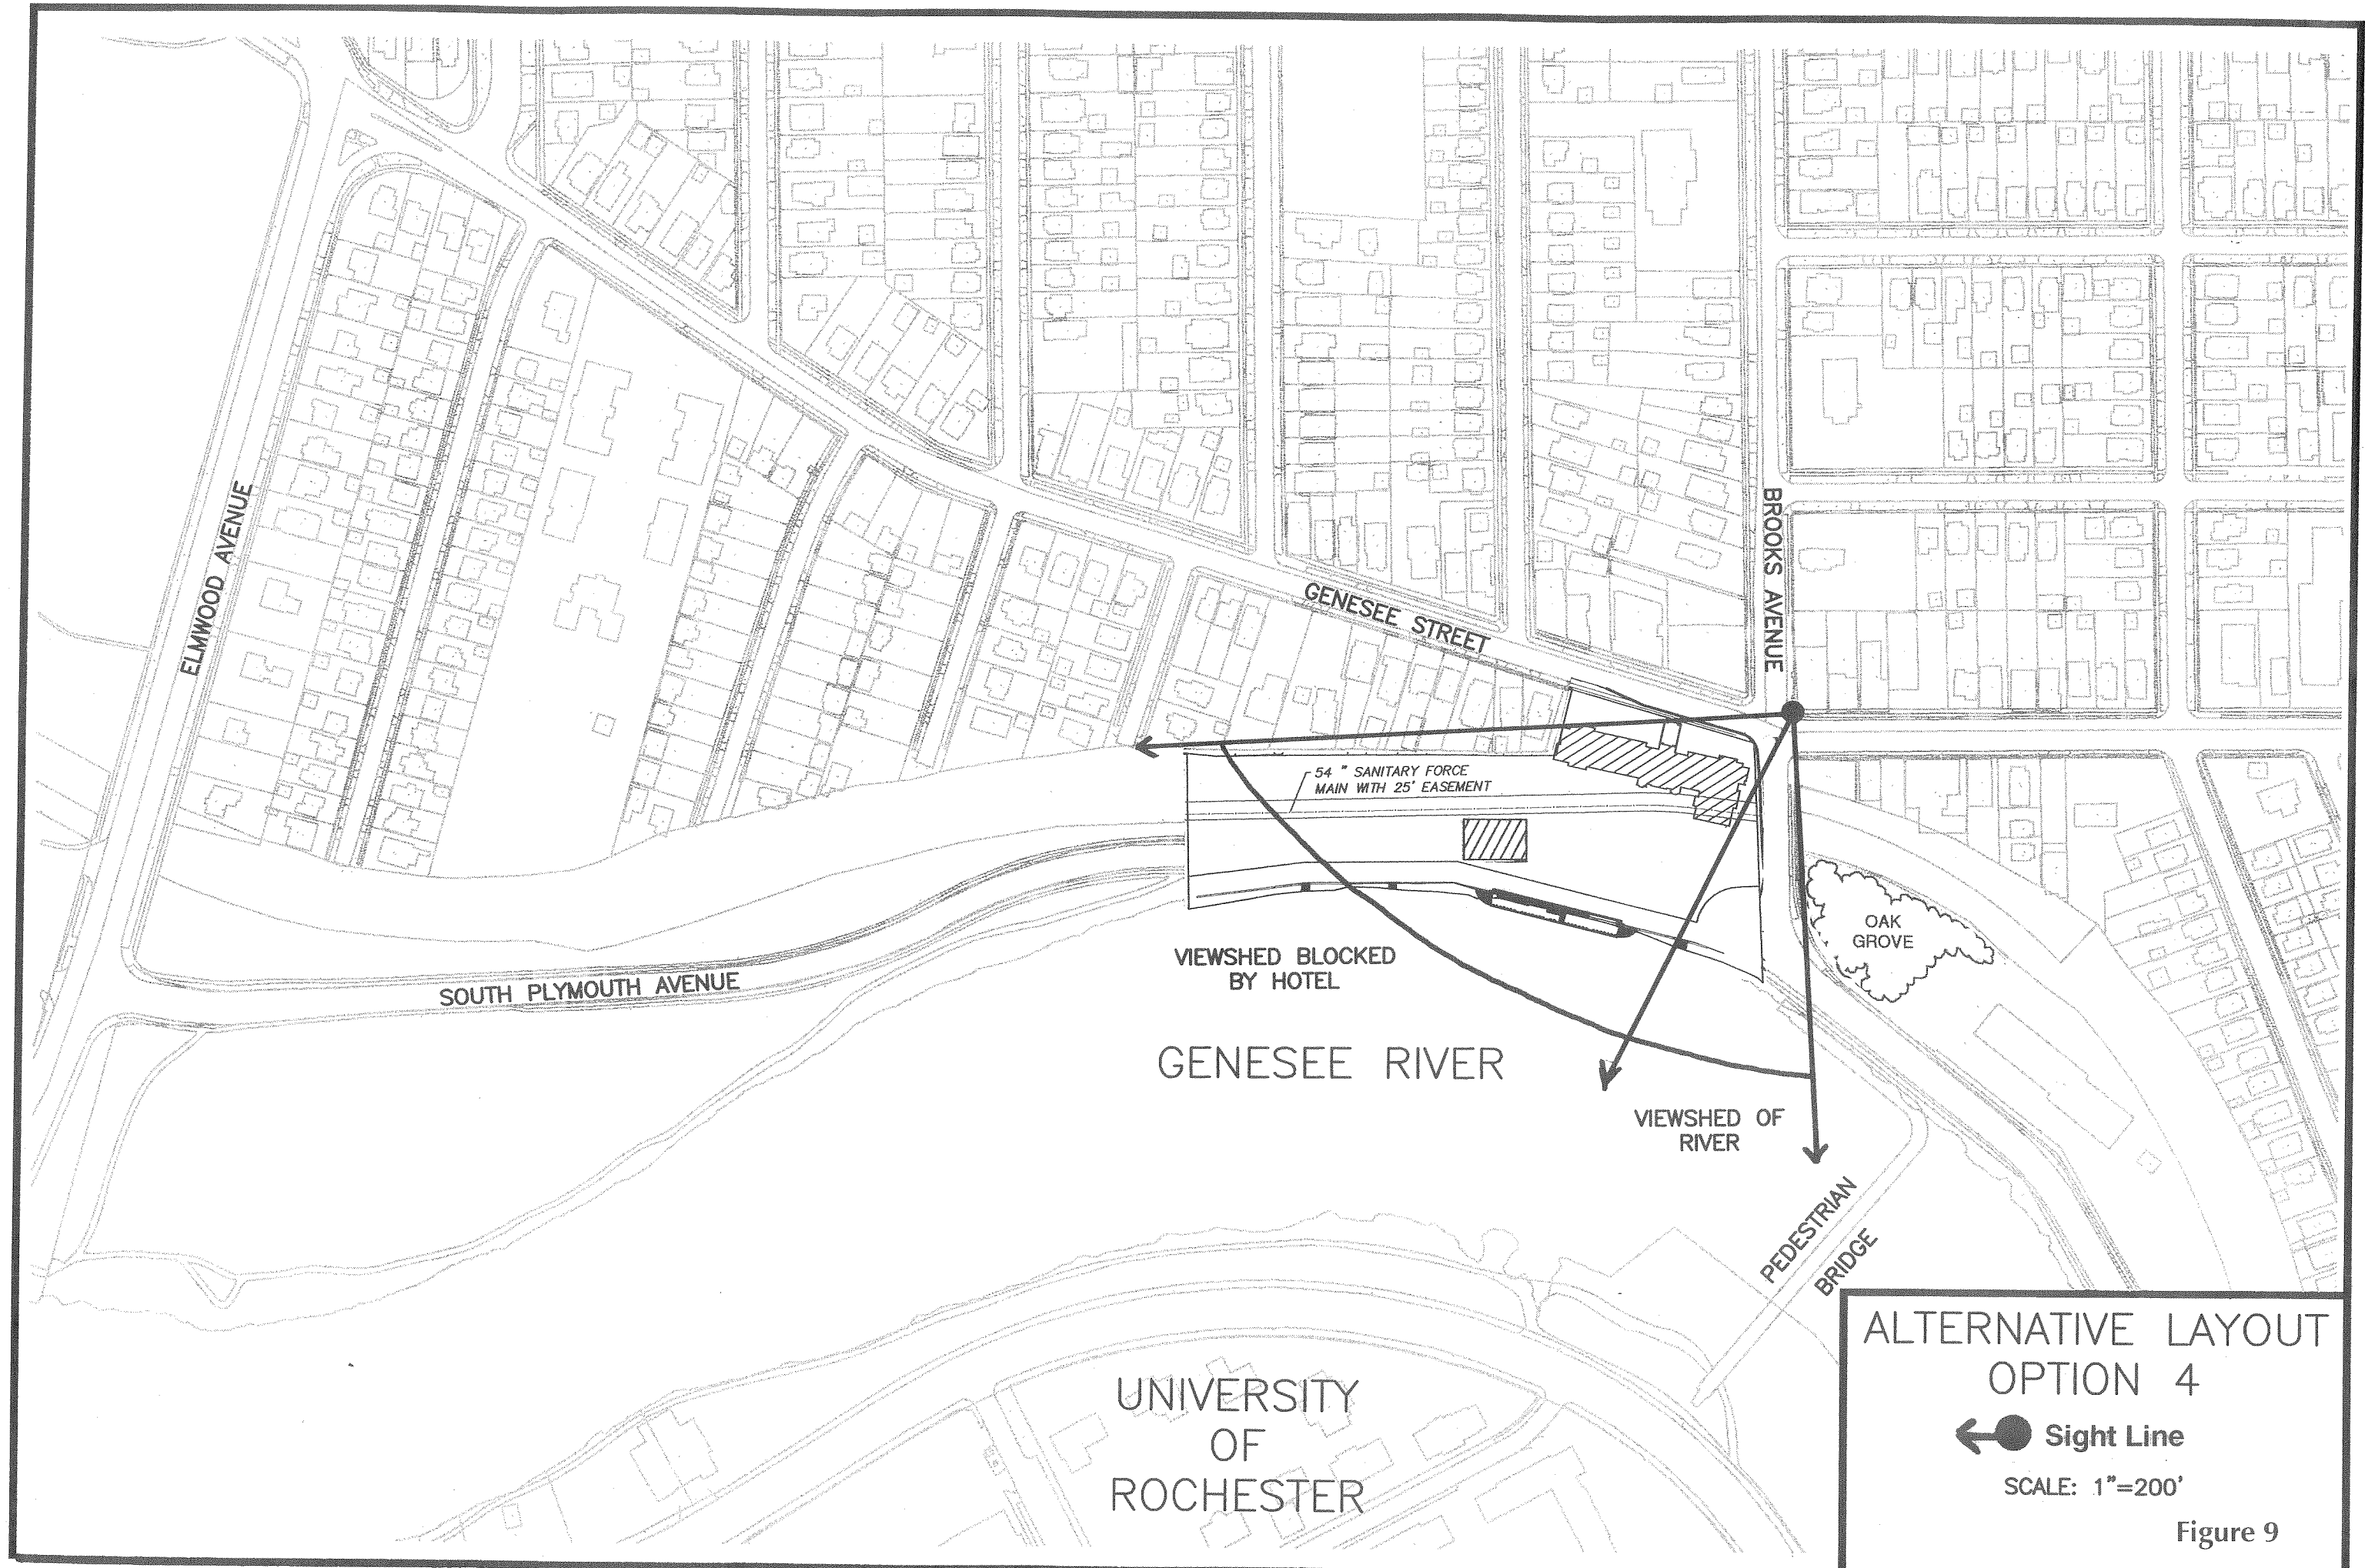 ELMWOOD AVENUE
GENESEE STREET
BROOKS AVENUE
54 " SANITARY FORCE
MAIN WITH 25' EASEMENT
OAK
GROVE
VIEWSHED BLOCKED
BY HOTEL
SOUTH PLYMOUTH AVENUE
GENESEE RIVER
VIEWSHED OF
RIVER
PEDESTRIAN
BRIDGE
UNIVERSITY
OF
ROCHESTER
ALTERNATIVE LAYOUT
OPTION 4
Sight Line
SCALE: 1"=200'
Figure 9